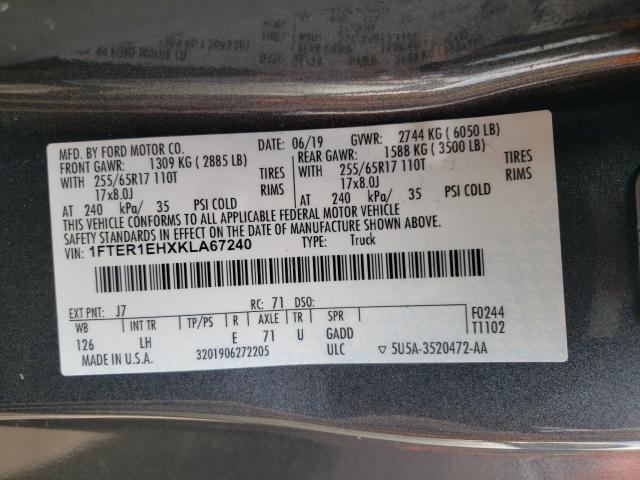 MFD. BY FORD MOTOR CO. 06/19 GVWR: 2744 KG ( 6050 LB)
FRONT GAWR: 1309 KG ( 2885 LB) REAR GAWR: 1588 KG ( 3500 LB)
WITH 255/65R17 110T TIRES WITH 255/65R17 110T TIRES
17x8.0J RIMS 17x8.0J RIMS
AT 240 kPa/ 35 PSI COLD AT 240 kPa/ 35 PSI COLD
THIS VEHICLE CONFORMS TO ALL APPLICABLE FEDERAL MOTOR VEHICLE
SAFETY STANDARDS IN EFFECT ON THE DATE OF MANUFACTURE SHOWN ABOVE.
VIN: 1FTER1EHXKLA67240 TYPE: Truck
EXT PNT: J7 RC: 71 DSO: F0244
WB INT TR TP/PS R AXLE TR SPR T1102
126 LH E 71 U GADD
MADE IN U.S.A. 3201906272205 ULC ▽ 5U5A-3520472-AA